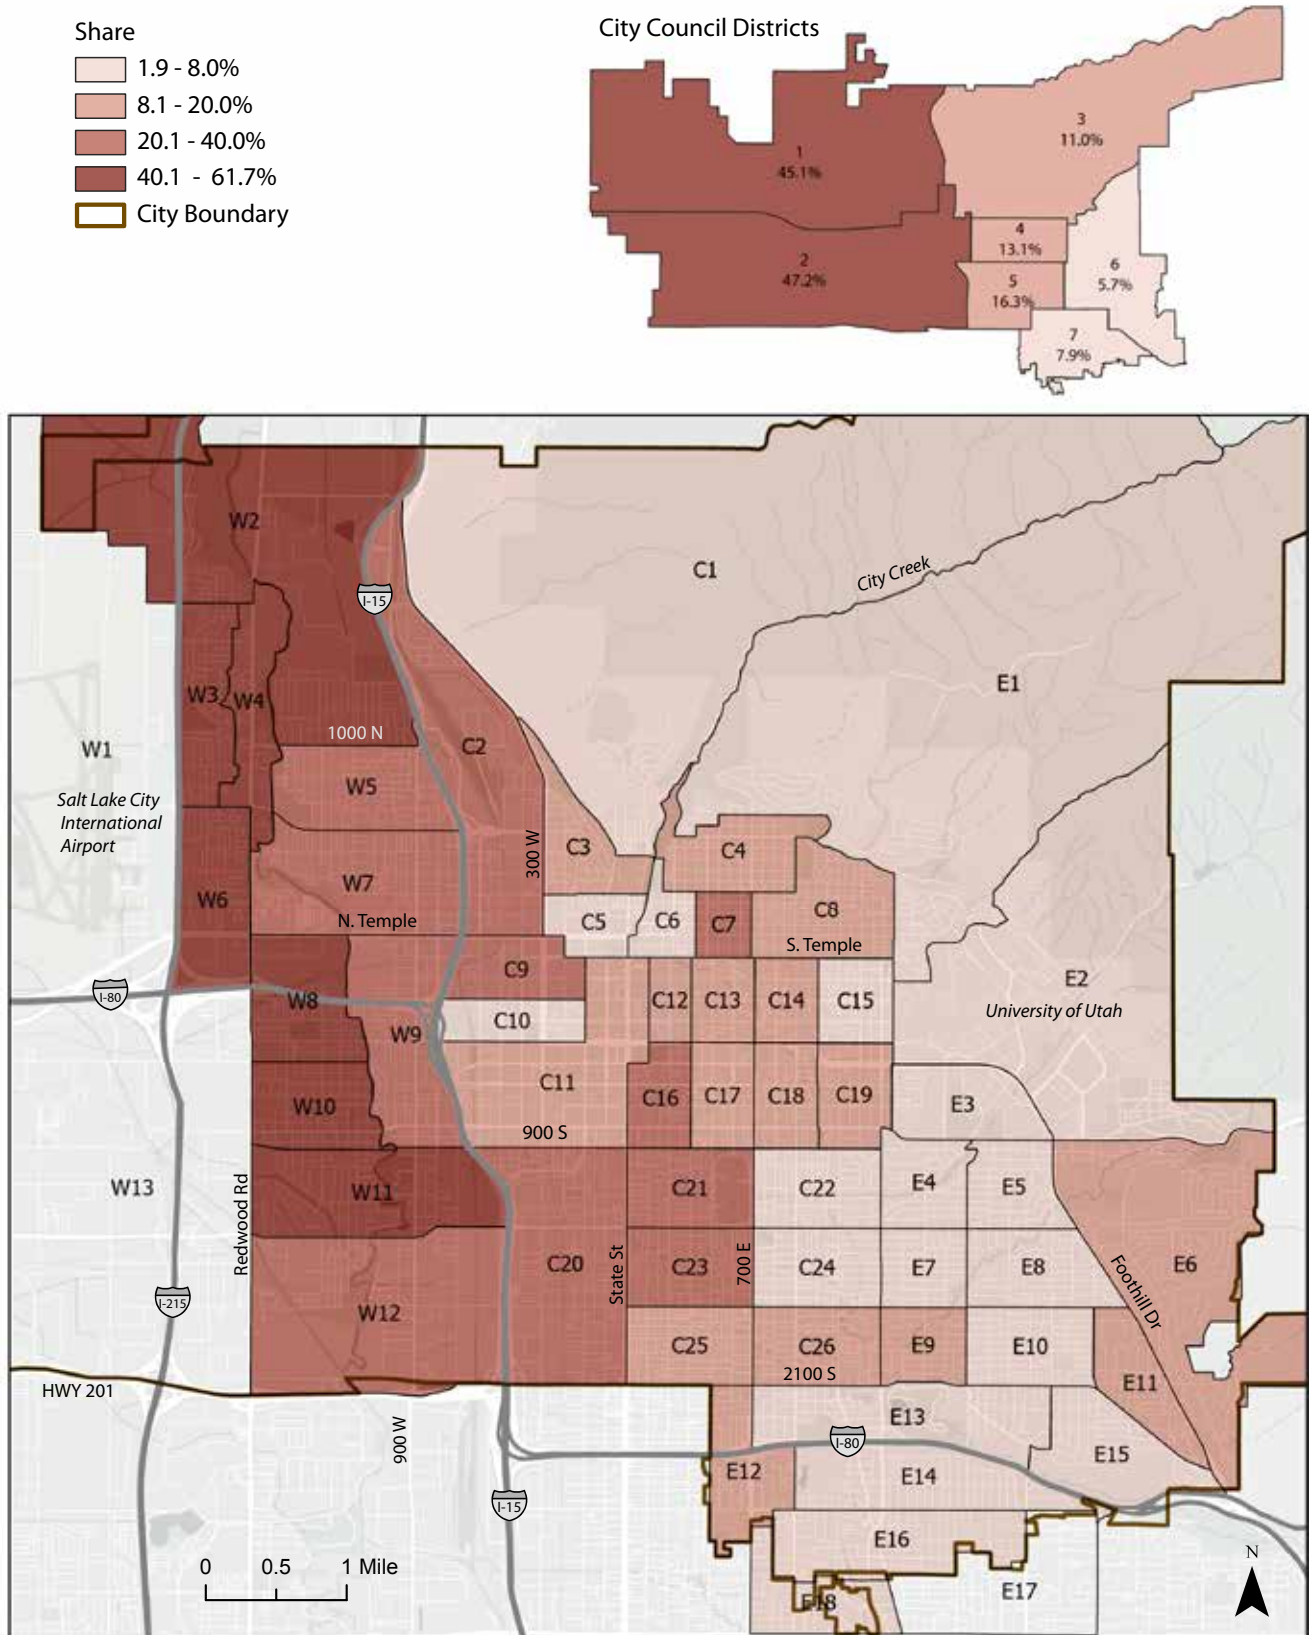 Share
1.9 - 8.0%
8.1 - 20.0%
20.1 - 40.0%
40.1 - 61.7%
City Boundary
City Council Districts
1
45.1%
3
11.0%
4
13.1%
2
47.2%
6
5.7%
5
16.3%
7
7.9%
W2
C1
City Creek
I-15
E1
W3
W4
1000 N
C2
W1
W5
Salt Lake City
International
Airport
300 W
C3
C4
W7
W6
N. Temple
C5
C6
C7
C8
S. Temple
C9
E2
University of Utah
I-80
W8
C12
C13
C14
C15
C10
W9
C11
C16
C17
C18
C19
E3
W10
900 S
W13
Redwood Rd
W11
C21
C22
E4
E5
C20
State St
C23
700 E
C24
E7
E8
Foothill Dr
E6
I-215
W12
C25
C26
2100 S
E9
E10
E11
HWY 201
900 W
E13
I-80
E12
E14
E15
I-15
E16
0 0.5 1 Mile
E17
E18
N